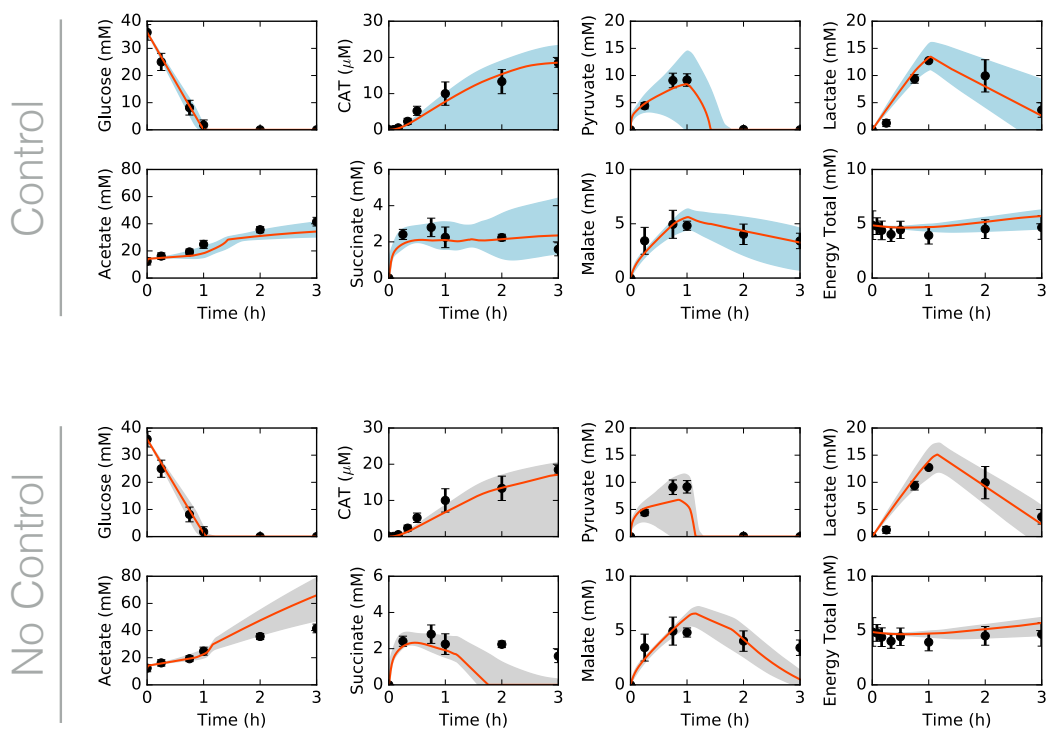 Control
40
30
20
10
0
Glucose (mM)
30
20
10
0
CAT (μM)
20
15
10
5
0
Pyruvate (mM)
20
15
10
5
0
Lactate (mM)
80
60
40
20
0
Acetate (mM)
0 1 2 3
Time (h)
6
4
2
0
Succinate (mM)
0 1 2 3
Time (h)
10
5
0
Malate (mM)
0 1 2 3
Time (h)
10
5
0
Energy Total (mM)
0 1 2 3
Time (h)
No Control
40
30
20
10
0
Glucose (mM)
30
20
10
0
CAT (μM)
20
15
10
5
0
Pyruvate (mM)
20
15
10
5
0
Lactate (mM)
80
60
40
20
0
Acetate (mM)
0 1 2 3
Time (h)
6
4
2
0
Succinate (mM)
0 1 2 3
Time (h)
10
5
0
Malate (mM)
0 1 2 3
Time (h)
10
5
0
Energy Total (mM)
0 1 2 3
Time (h)